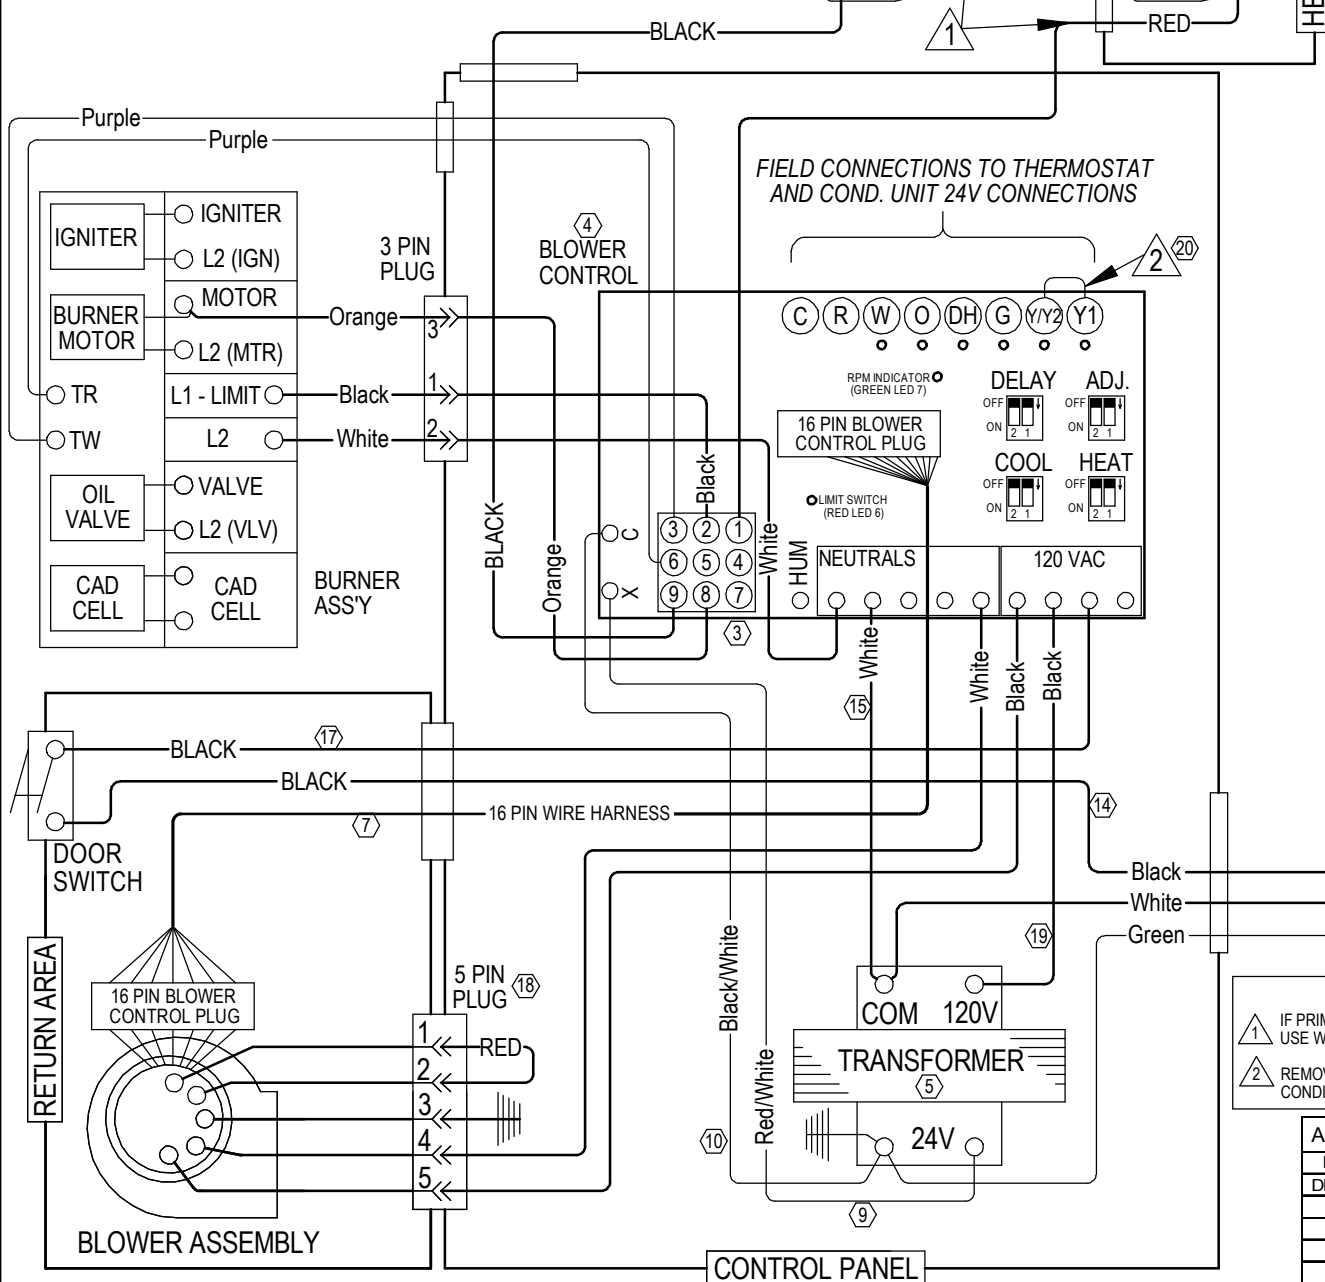 BLACK
1
RED
Purple
Purple
FIELD CONNECTIONS TO THERMOSTAT
AND COND. UNIT 24V CONNECTIONS
IGNITER
IGNITER
L2 (IGN)
BURNER
MOTOR
MOTOR
L2 (MTR)
TR
L1 - LIMIT
TW
L2
OIL
VALVE
VALVE
L2 (VLV)
CAD
CELL
CAD
CELL
BURNER
ASS'Y
3 PIN
PLUG
Orange
3
Black
1
White
2
4
BLOWER
CONTROL
2
20
C
R
W
O
DH
G
Y/Y2
Y1
RPM INDICATOR
(GREEN LED 7)
DELAY
OFF
ON
2 1
ADJ.
OFF
ON
2 1
16 PIN BLOWER
CONTROL PLUG
COOL
OFF
ON
2 1
HEAT
OFF
ON
2 1
LIMIT SWITCH
(RED LED 6)
BLACK
Orange
Black
White
C
X
3
2
1
6
5
4
9
8
7
3
HUM
NEUTRALS
120 VAC
White
15
White
Black
Black
BLACK
17
BLACK
14
7
16 PIN WIRE HARNESS
DOOR
SWITCH
Black
White
Green
19
RETURN AREA
16 PIN BLOWER
CONTROL PLUG
5 PIN
PLUG
18
1
RED
2
3
4
5
BLOWER ASSEMBLY
Black/White
Red/White
COM
120V
TRANSFORMER
5
24V
10
9
CONTROL PANEL
1
IF PRIM
USE W
2
REMOV
CONDI
A
D